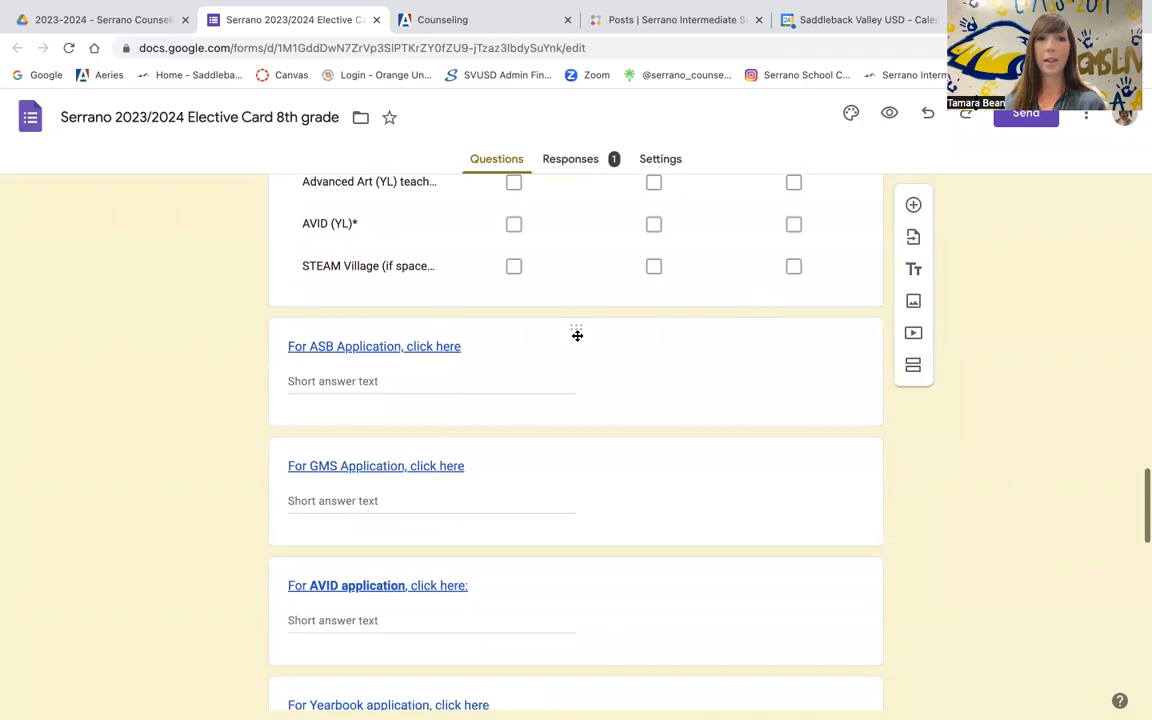 2023-2024 - Serrano Counseli
Serrano 2023/2024 Elective C
Counseling
Posts | Serrano Intermediate S
Saddleback Valley USD - Calen
docs.google.com/forms/d/1M1GddDwN7ZrVp3SlPTKrZY0fZU9-jTzaz3lbdySuYnk/edit
Google
Aeries
Home - Saddleba...
Canvas
Login - Orange Un...
SVUSD Admin Fin...
Zoom
@serrano_counse...
Serrano School C...
Serrano Interm
Tamara Bean
Serrano 2023/2024 Elective Card 8th grade
Send
Questions
Responses 1
Settings
Advanced Art (YL) teach...
AVID (YL)*
STEAM Village (if space...
For ASB Application, click here
Short answer text
For GMS Application, click here
Short answer text
For AVID application, click here:
Short answer text
For Yearbook application, click here